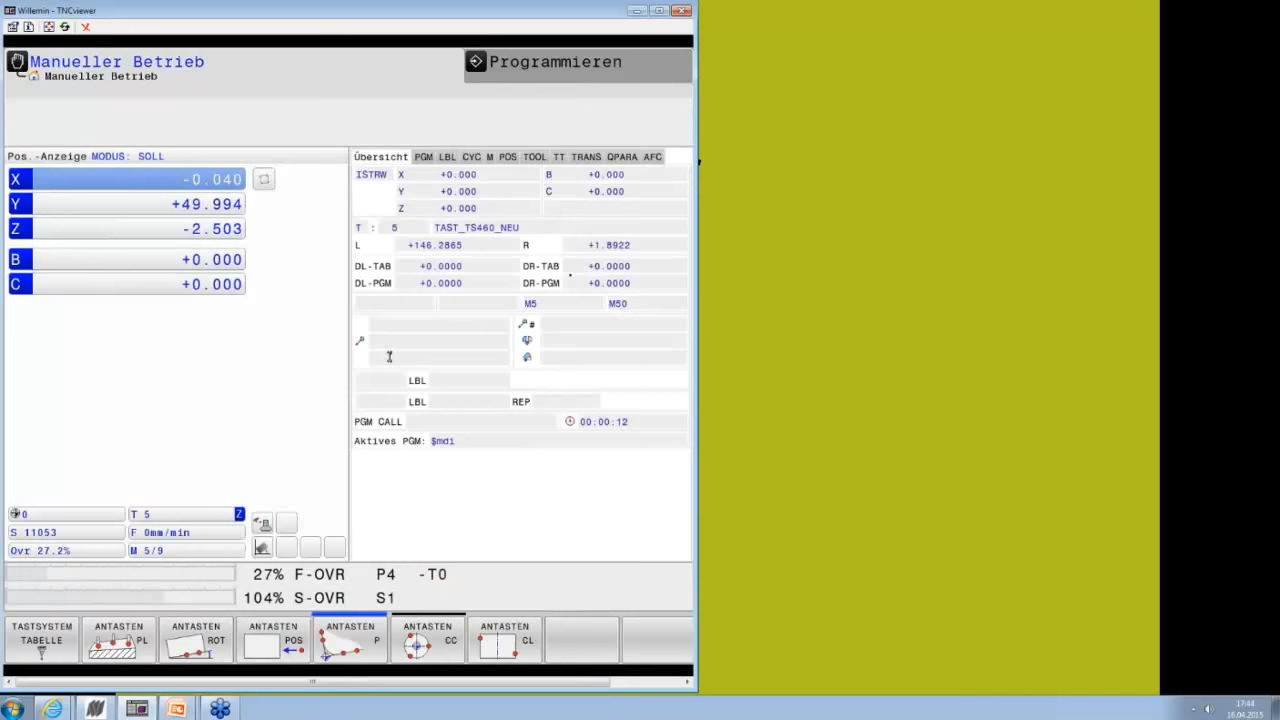 Willemin - TNCviewer
Manueller Betrieb
Manueller Betrieb
Programmieren
Pos.-Anzeige MODUS: SOLL
X -0.040
Y +49.994
Z -2.503
B +0.000
C +0.000
Übersicht PGM LBL CYC M POS TOOL TT TRANS QPARA AFC
ISTRW X +0.000 B +0.000
Y +0.000 C +0.000
Z +0.000
T : 5 TAST_TS460_NEU
L +146.2865 R +1.8922
DL-TAB +0.0000 DR-TAB +0.0000
DL-PGM +0.0000 DR-PGM +0.0000
M5 M50
#
LBL
LBL REP
PGM CALL 00:00:12
Aktives PGM: $mdi
0 T 5 Z
S 11053 F 0mm/min
Ovr 27.2% M 5/9
27% F-OVR P4 -T0
104% S-OVR S1
TASTSYSTEM TABELLE
ANTASTEN PL
ANTASTEN ROT
ANTASTEN POS
ANTASTEN P
ANTASTEN CC
ANTASTEN CL
17:44
16.04.2015